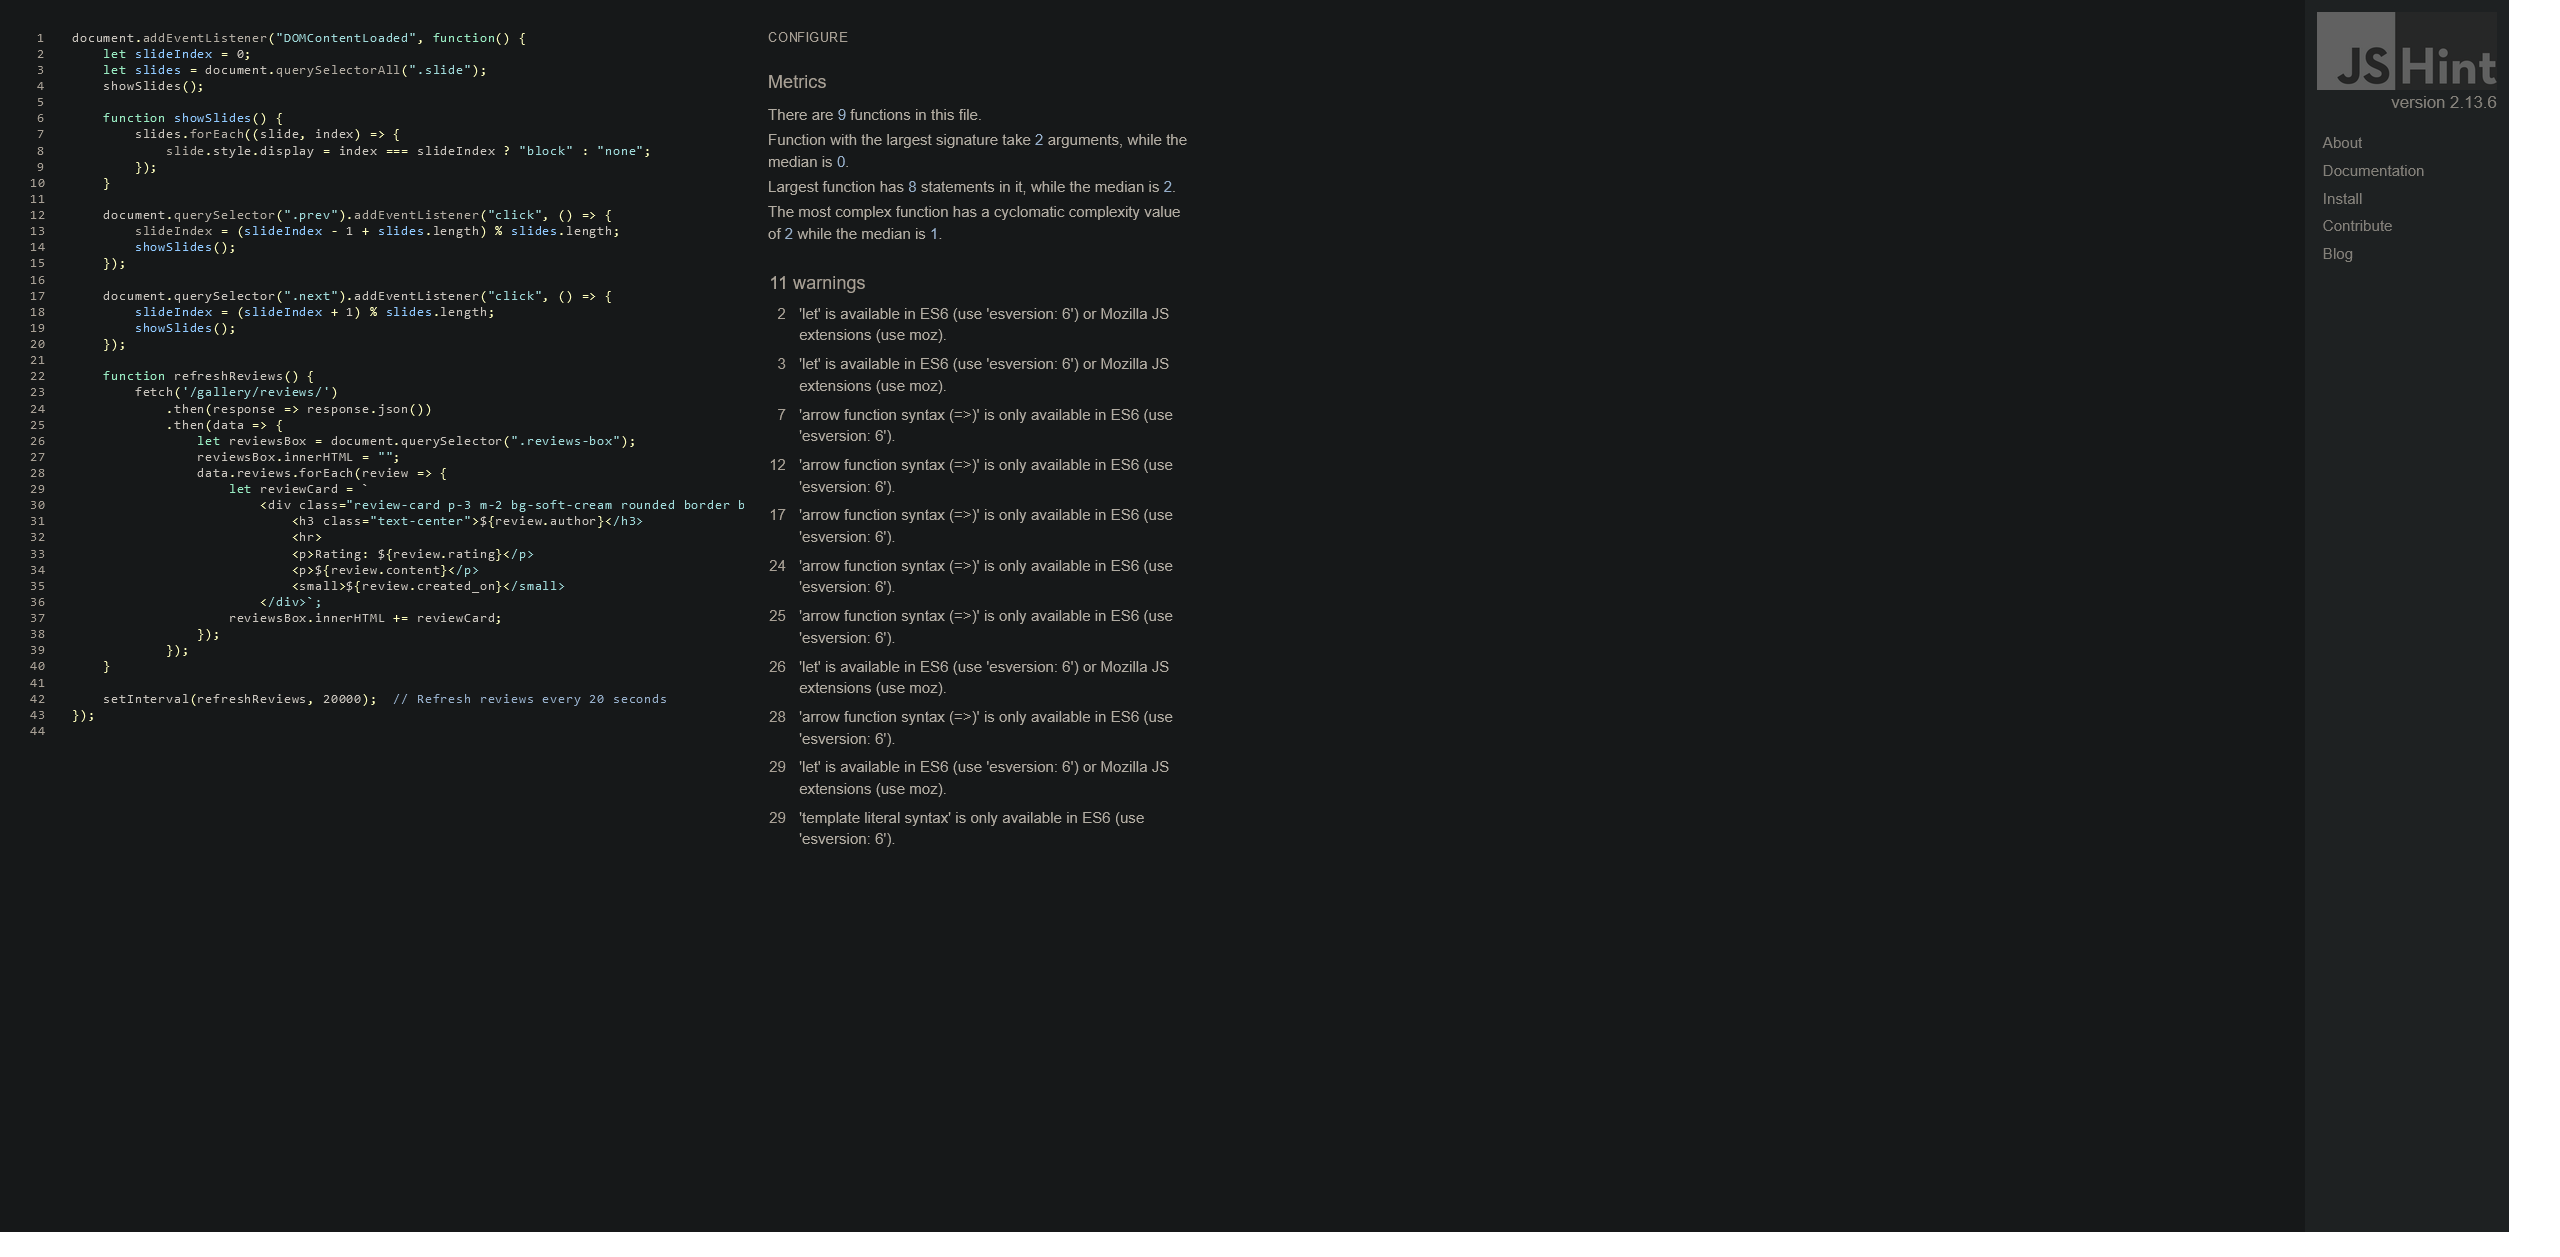 1 document.addEventListener("DOMContentLoaded", function() {
2     let slideIndex = 0;
3     let slides = document.querySelectorAll(".slide");
4     showSlides();
5
6     function showSlides() {
7         slides.forEach((slide, index) => {
8             slide.style.display = index === slideIndex ? "block" : "none";
9         });
10     }
11
12     document.querySelector(".prev").addEventListener("click", () => {
13         slideIndex = (slideIndex - 1 + slides.length) % slides.length;
14         showSlides();
15     });
16
17     document.querySelector(".next").addEventListener("click", () => {
18         slideIndex = (slideIndex + 1) % slides.length;
19         showSlides();
20     });
21
22     function refreshReviews() {
23         fetch('/gallery/reviews/')
24             .then(response => response.json())
25             .then(data => {
26                 let reviewsBox = document.querySelector(".reviews-box");
27                 reviewsBox.innerHTML = "";
28                 data.reviews.forEach(review => {
29                     let reviewCard = `
30                         <div class="review-card p-3 m-2 bg-soft-cream rounded border b
31                             <h3 class="text-center">${review.author}</h3>
32                             <hr>
33                             <p>Rating: ${review.rating}</p>
34                             <p>${review.content}</p>
35                             <small>${review.created_on}</small>
36                         </div>`;
37                     reviewsBox.innerHTML += reviewCard;
38                 });
39             });
40     }
41
42     setInterval(refreshReviews, 20000);  // Refresh reviews every 20 seconds
43 });
44
CONFIGURE
Metrics
There are 9 functions in this file.
Function with the largest signature take 2 arguments, while the
median is 0.
Largest function has 8 statements in it, while the median is 2.
The most complex function has a cyclomatic complexity value
of 2 while the median is 1.
11 warnings
2 'let' is available in ES6 (use 'esversion: 6') or Mozilla JS
extensions (use moz).
3 'let' is available in ES6 (use 'esversion: 6') or Mozilla JS
extensions (use moz).
7 'arrow function syntax (=>)' is only available in ES6 (use
'esversion: 6').
12 'arrow function syntax (=>)' is only available in ES6 (use
'esversion: 6').
17 'arrow function syntax (=>)' is only available in ES6 (use
'esversion: 6').
24 'arrow function syntax (=>)' is only available in ES6 (use
'esversion: 6').
25 'arrow function syntax (=>)' is only available in ES6 (use
'esversion: 6').
26 'let' is available in ES6 (use 'esversion: 6') or Mozilla JS
extensions (use moz).
28 'arrow function syntax (=>)' is only available in ES6 (use
'esversion: 6').
29 'let' is available in ES6 (use 'esversion: 6') or Mozilla JS
extensions (use moz).
29 'template literal syntax' is only available in ES6 (use
'esversion: 6').
JSHint
version 2.13.6
About
Documentation
Install
Contribute
Blog